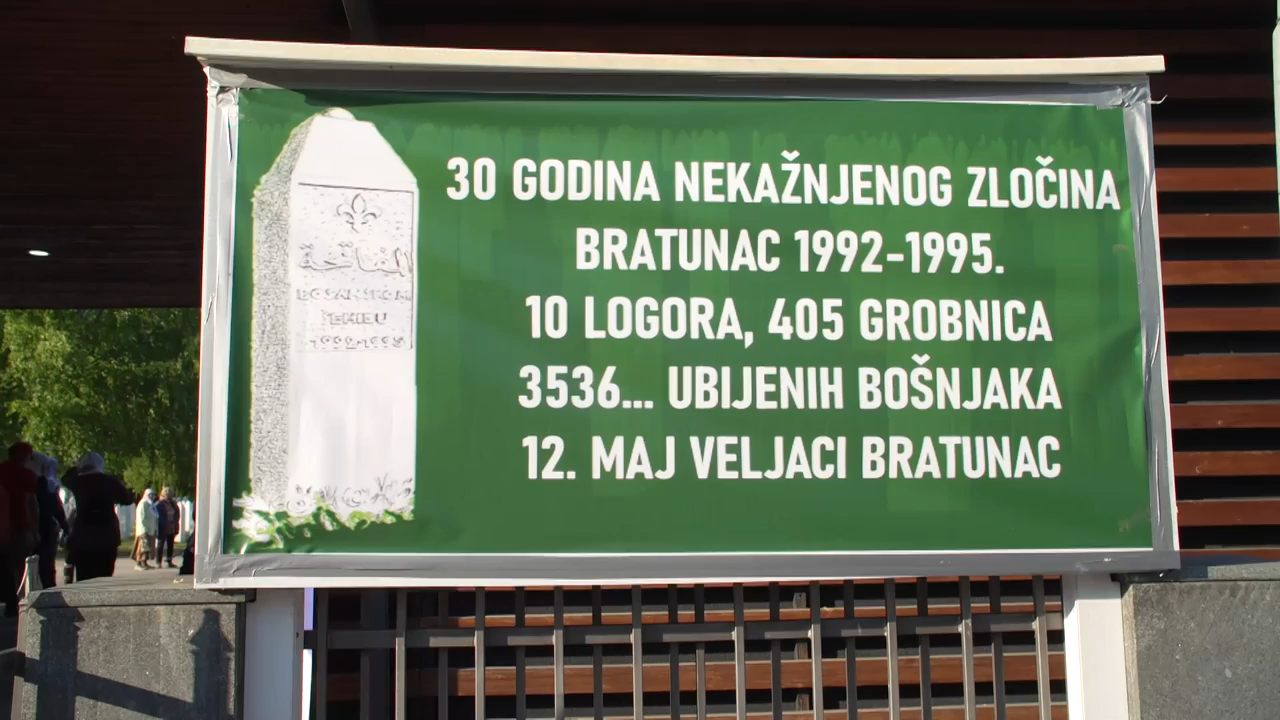 30 GODINA NEKAŽNJENOG ZLOČINA
BRATUNAC 1992-1995.
10 LOGORA, 405 GROBNICA
3536... UBIJENIH BOŠNJAKA
12. MAJ VELJACI BRATUNAC